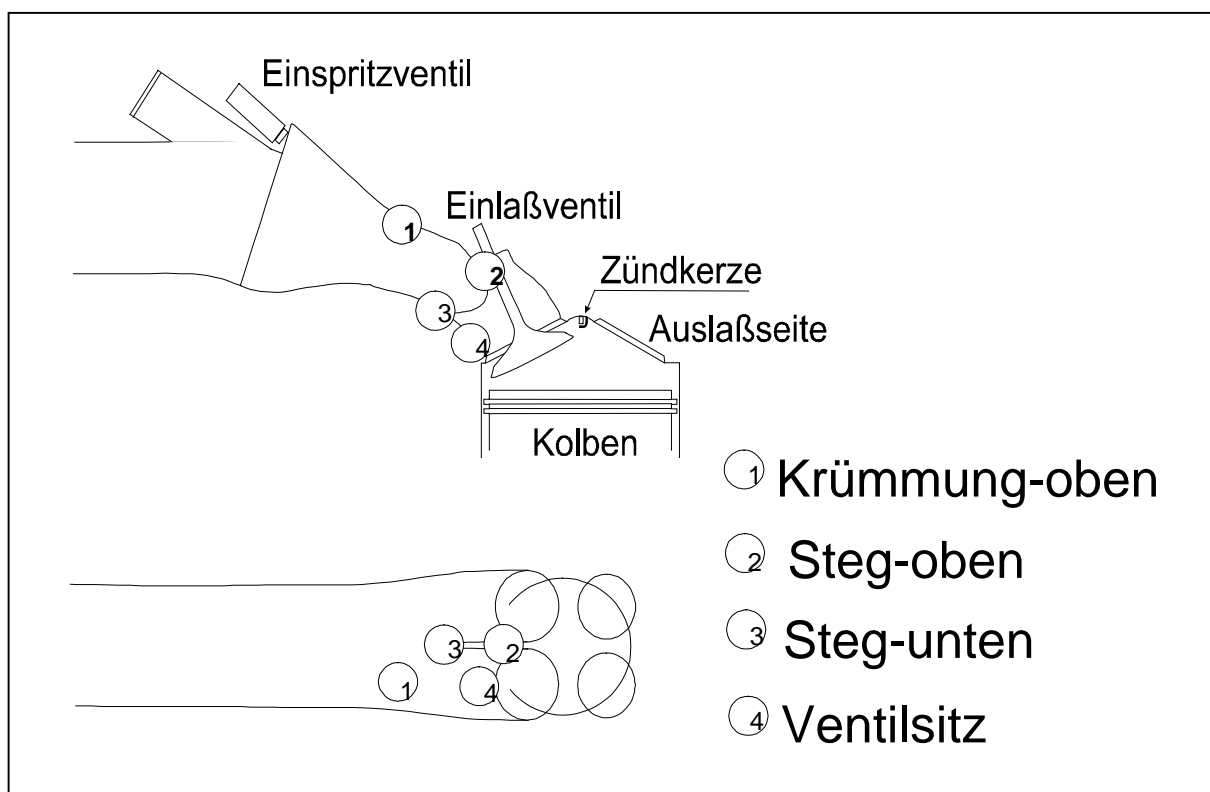 Einspritzventil
Einlaßventil
1
2
Zündkerze
3
Auslaßseite
4
Kolben
1 Krümmung-oben
2 Steg-oben
3 Steg-unten
4 Ventilsitz
3
2
1
4